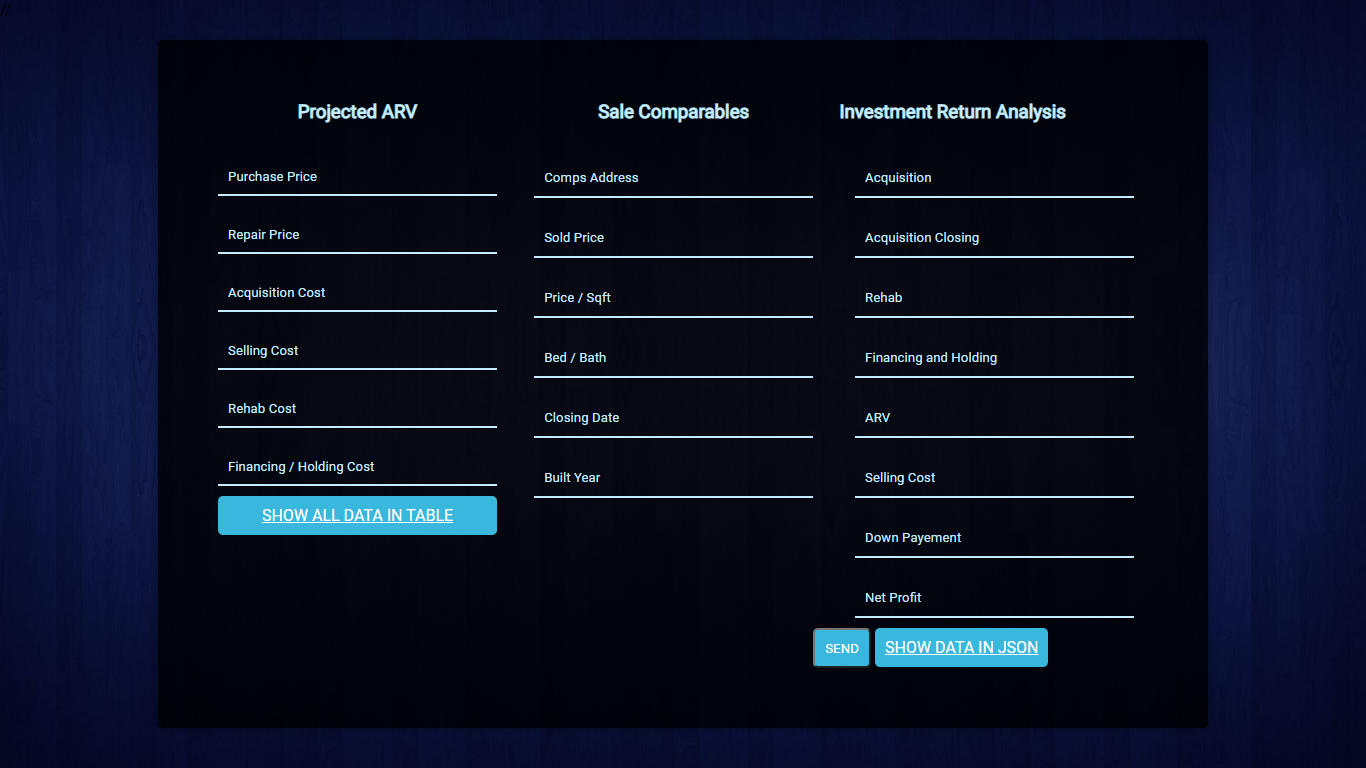 //
Projected ARV
Purchase Price
Repair Price
Acquisition Cost
Selling Cost
Rehab Cost
Financing / Holding Cost
SHOW ALL DATA IN TABLE
Sale Comparables
Comps Address
Sold Price
Price / Sqft
Bed / Bath
Closing Date
Built Year
Investment Return Analysis
Acquisition
Acquisition Closing
Rehab
Financing and Holding
ARV
Selling Cost
Down Payement
Net Profit
SEND
SHOW DATA IN JSON